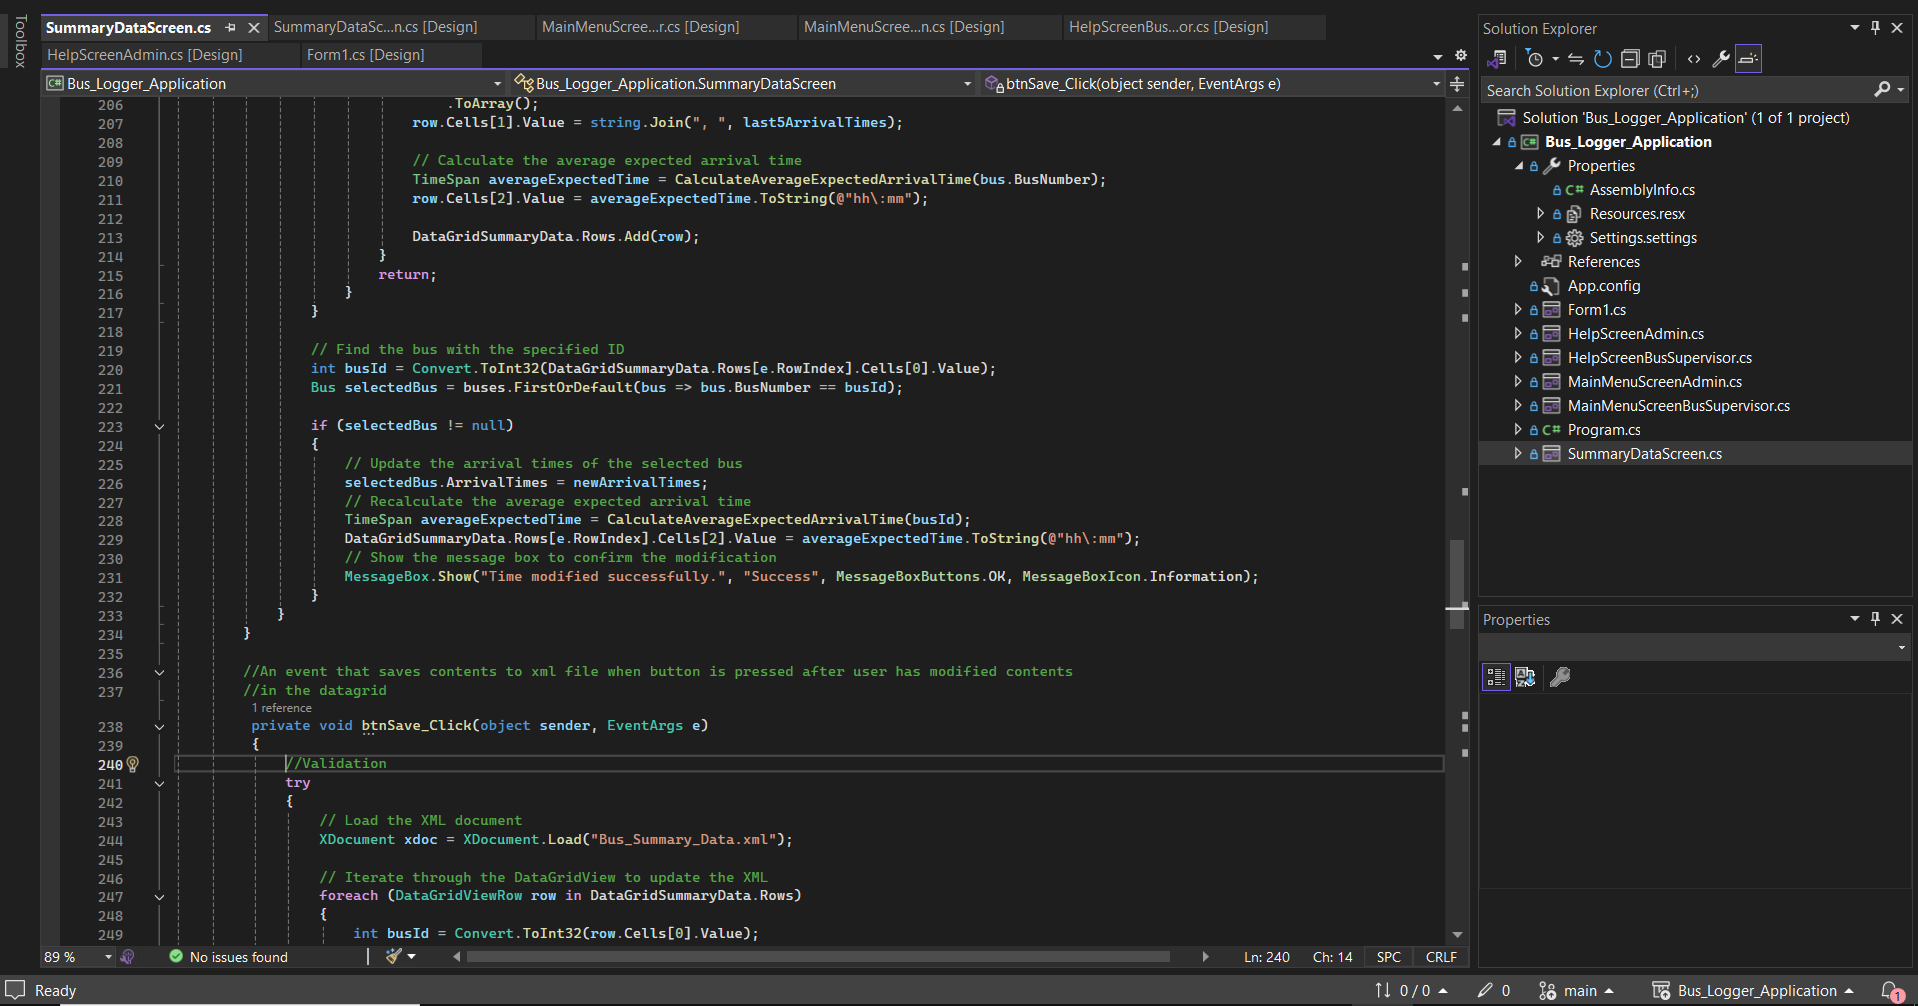 Toolbox
SummaryDataScreen.cs
SummaryDataSc...n.cs [Design]
MainMenuScree...r.cs [Design]
MainMenuScree...n.cs [Design]
HelpScreenBus...or.cs [Design]
HelpScreenAdmin.cs [Design]
Form1.cs [Design]
Bus_Logger_Application
Bus_Logger_Application.SummaryDataScreen
btnSave_Click(object sender, EventArgs e)
206 .ToArray();
207 row.Cells[1].Value = string.Join(", ", last5ArrivalTimes);
208
209 // Calculate the average expected arrival time
210 TimeSpan averageExpectedTime = CalculateAverageExpectedArrivalTime(bus.BusNumber);
211 row.Cells[2].Value = averageExpectedTime.ToString(@"hh\:mm");
212
213 DataGridSummaryData.Rows.Add(row);
214 }
215 return;
216 }
217 }
218
219 // Find the bus with the specified ID
220 int busId = Convert.ToInt32(DataGridSummaryData.Rows[e.RowIndex].Cells[0].Value);
221 Bus selectedBus = buses.FirstOrDefault(bus => bus.BusNumber == busId);
222
223 if (selectedBus != null)
224 {
225 // Update the arrival times of the selected bus
226 selectedBus.ArrivalTimes = newArrivalTimes;
227 // Recalculate the average expected arrival time
228 TimeSpan averageExpectedTime = CalculateAverageExpectedArrivalTime(busId);
229 DataGridSummaryData.Rows[e.RowIndex].Cells[2].Value = averageExpectedTime.ToString(@"hh\:mm");
230 // Show the message box to confirm the modification
231 MessageBox.Show("Time modified successfully.", "Success", MessageBoxButtons.OK, MessageBoxIcon.Information);
232 }
233 }
234 }
235
236 //An event that saves contents to xml file when button is pressed after user has modified contents
237 //in the datagrid
1 reference
238 private void btnSave_Click(object sender, EventArgs e)
239 {
240 //Validation
241 try
242 {
243 // Load the XML document
244 XDocument xdoc = XDocument.Load("Bus_Summary_Data.xml");
245
246 // Iterate through the DataGridView to update the XML
247 foreach (DataGridViewRow row in DataGridSummaryData.Rows)
248 {
249 int busId = Convert.ToInt32(row.Cells[0].Value);
89 %
No issues found
Ln: 240
Ch: 14
SPC
CRLF
Solution Explorer
Search Solution Explorer (Ctrl+;)
Solution 'Bus_Logger_Application' (1 of 1 project)
C# Bus_Logger_Application
Properties
C# AssemblyInfo.cs
Resources.resx
Settings.settings
References
App.config
Form1.cs
HelpScreenAdmin.cs
HelpScreenBusSupervisor.cs
MainMenuScreenAdmin.cs
MainMenuScreenBusSupervisor.cs
C# Program.cs
SummaryDataScreen.cs
Properties
Ready
0 / 0
0
main
Bus_Logger_Application
1